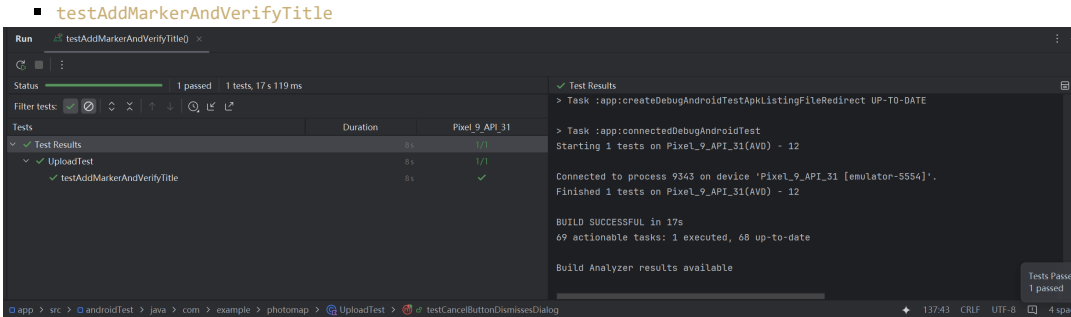 testAddMarkerAndVerifyTitle
Run testAddMarkerAndVerifyTitle() ×
Status 1 passed 1 tests, 17 s 119 ms
Filter tests:
Tests Duration Pixel_9_API_31
Test Results 8s 1/1
UploadTest 8s 1/1
testAddMarkerAndVerifyTitle 8s
Test Results
> Task :app:createDebugAndroidTestApkListingFileRedirect UP-TO-DATE
> Task :app:connectedDebugAndroidTest
Starting 1 tests on Pixel_9_API_31(AVD) - 12
Connected to process 9343 on device 'Pixel_9_API_31 [emulator-5554]'.
Finished 1 tests on Pixel_9_API_31(AVD) - 12
BUILD SUCCESSFUL in 17s
69 actionable tasks: 1 executed, 68 up-to-date
Build Analyzer results available
Tests Passe
1 passed
app > src > androidTest > java > com > example > photomap > UploadTest > testCancelButtonDismissesDialog 137:43 CRLF UTF-8 4 spa